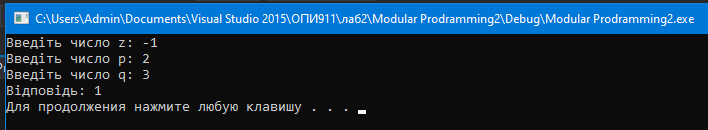 C:\Users\Admin\Documents\Visual Studio 2015\ОПИ911\ла62\Modular Prodramming2\Debug\Modular Prodramming2.exe
Введіть число z: -1
Введіть число p: 2
Введіть число q: 3
Відповідь: 1
Для продолжения нажмите любую клавишу . . .